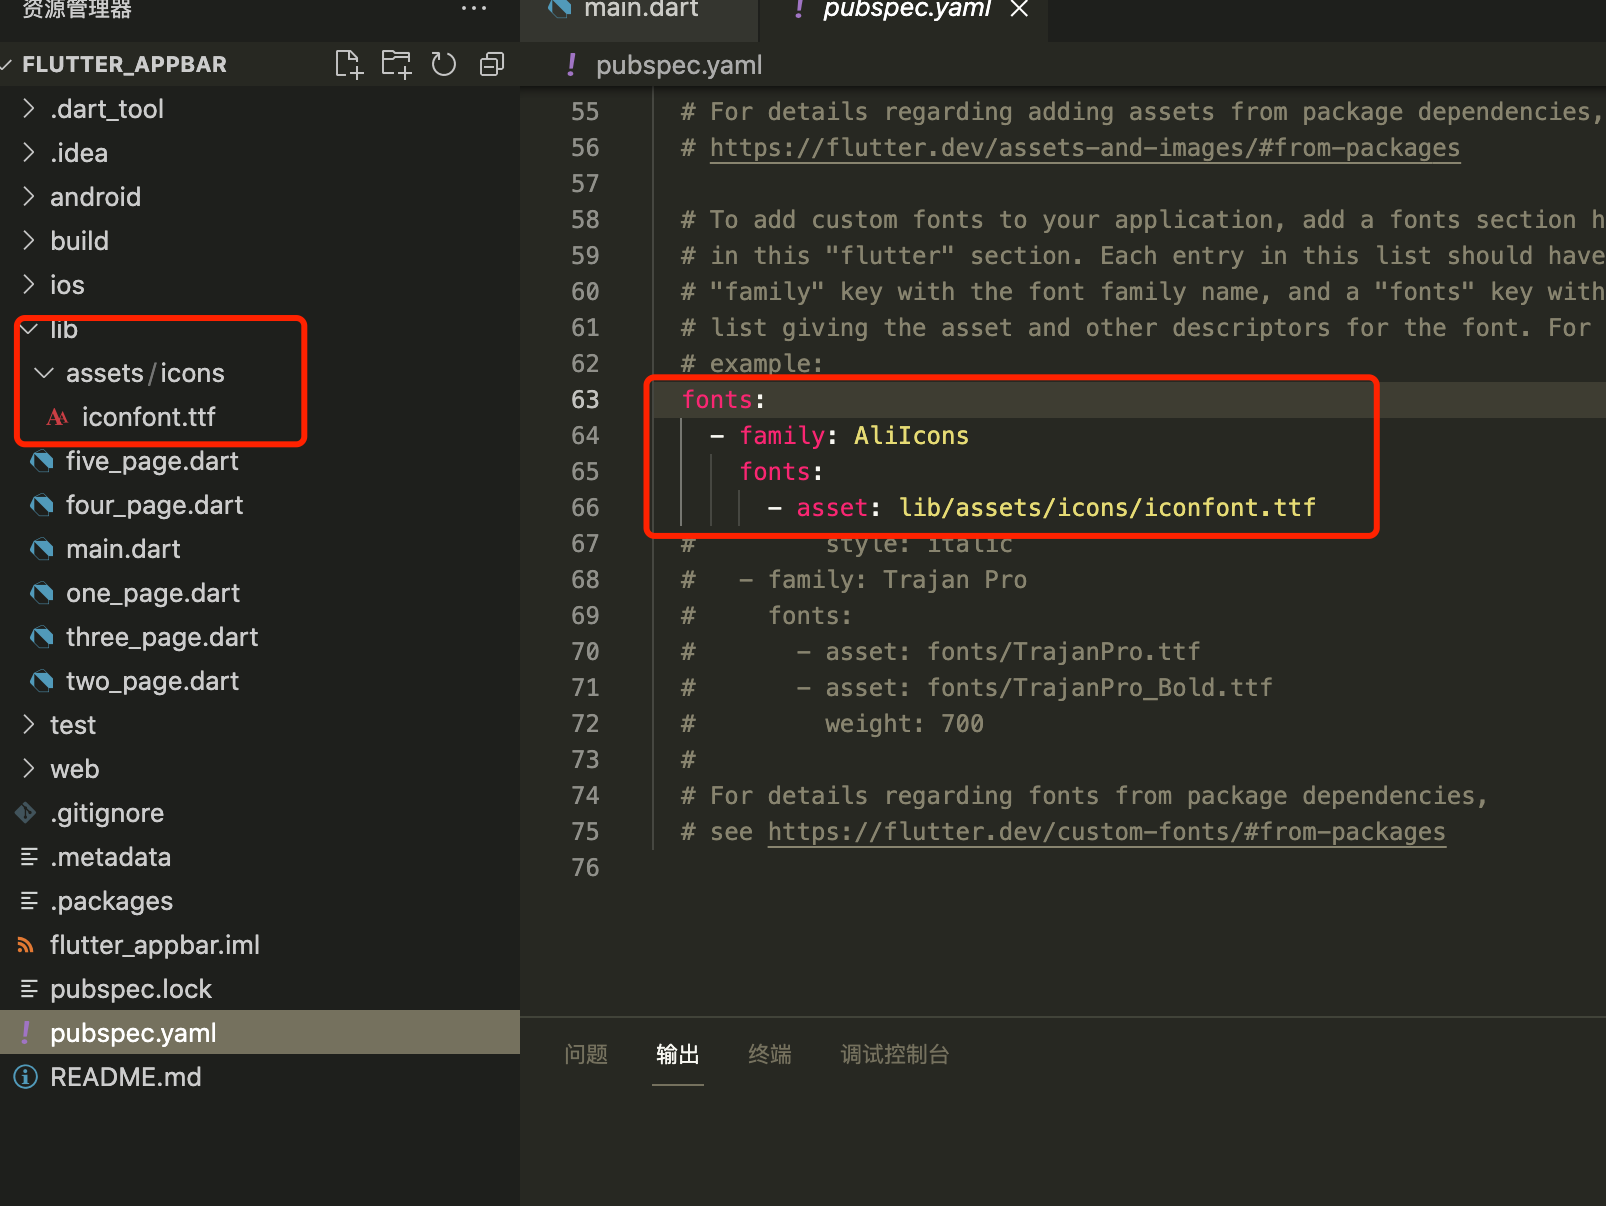 资源管理器
FLUTTER_APPBAR
.dart_tool
.idea
android
build
ios
lib
assets/icons
iconfont.ttf
five_page.dart
four_page.dart
main.dart
one_page.dart
three_page.dart
two_page.dart
test
web
.gitignore
.metadata
.packages
flutter_appbar.iml
pubspec.lock
! pubspec.yaml
README.md
main.dart
! pubspec.yaml
! pubspec.yaml
55 # For details regarding adding assets from package dependencies,
56 # https://flutter.dev/assets-and-images/#from-packages
57
58 # To add custom fonts to your application, add a fonts section h
59 # in this "flutter" section. Each entry in this list should have
60 # "family" key with the font family name, and a "fonts" key with
61 # list giving the asset and other descriptors for the font. For
62 # example:
63 fonts:
64 - family: AliIcons
65 fonts:
66 - asset: lib/assets/icons/iconfont.ttf
67 # style: italic
68 # - family: Trajan Pro
69 # fonts:
70 # - asset: fonts/TrajanPro.ttf
71 # - asset: fonts/TrajanPro_Bold.ttf
72 # weight: 700
73 #
74 # For details regarding fonts from package dependencies,
75 # see https://flutter.dev/custom-fonts/#from-packages
76
问题 输出 终端 调试控制台